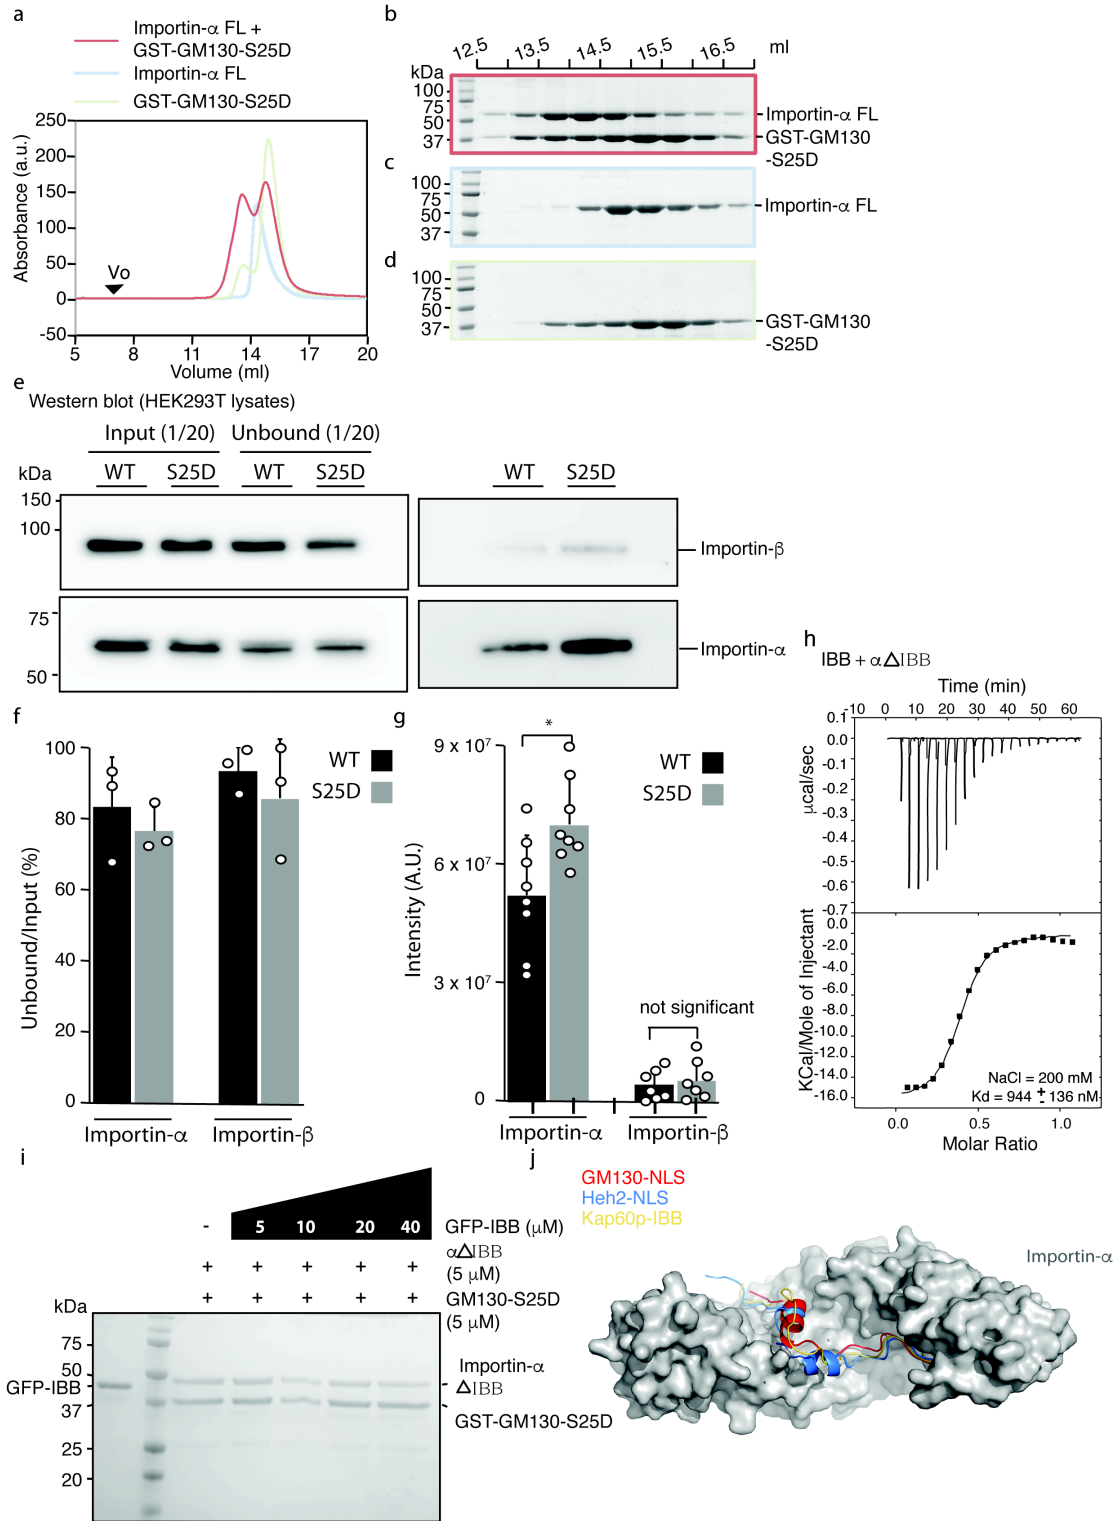 a
Importin-α FL +
GST-GM130-S25D
Importin-α FL
GST-GM130-S25D
Absorbance (a.u.)
250
200
150
100
50
0
-50
Vo
5 8 11 14 17 20
Volume (ml)
b
12.5 13.5 14.5 15.5 16.5 ml
kDa
100
75
50
37
Importin-α FL
GST-GM130
-S25D
c
100
75
50
37
Importin-α FL
d
100
75
50
37
GST-GM130
-S25D
e
Western blot (HEK293T lysates)
Input (1/20) Unbound (1/20)
kDa WT S25D WT S25D WT S25D
150
100
Importin-β
75
50
Importin-α
f
Unbound/Input (%)
100
80
60
40
20
0
WT
S25D
Importin-α Importin-β
g
Intensity (A.U.)
9 x 10⁷
6 x 10⁷
3 x 10⁷
0
*
WT
S25D
not significant
Importin-α Importin-β
h
IBB + α△IBB
Time (min)
-10 0 10 20 30 40 50 60
0.1
0.0
-0.1
-0.2
-0.3
-0.4
-0.5
-0.6
-0.7
µcal/sec
0.0
-2.0
-4.0
-6.0
-8.0
-10.0
-12.0
-14.0
-16.0
KCal/Mole of Injectant
NaCl = 200 mM
Kd = 944 ± 136 nM
0.0 0.5 1.0
Molar Ratio
i
- 5 10 20 40 GFP-IBB (µM)
α△IBB
+ + + + + (5 µM)
+ + + + + GM130-S25D
(5 µM)
kDa
75
50
37
25
20
GFP-IBB
Importin-α
△IBB
GST-GM130-S25D
j
GM130-NLS
Heh2-NLS
Kap60p-IBB
Importin-α